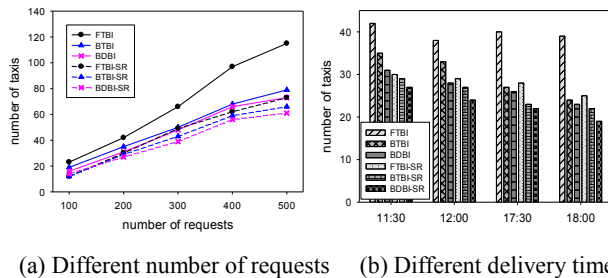 (a)
140
120
100
80
60
40
20
0
number of taxis
FTBI
BTBI
BDBI
FTBI-SR
BTBI-SR
BDBI-SR
100 200 300 400 500
number of requests
(b)
40
30
20
10
0
number of taxis
FTBI
BTBI
BDBI
FTBI-SR
BTBI-SR
BDBI-SR
11:30 12:00 17:30 18:00
(a) Different number of requests (b) Different delivery time